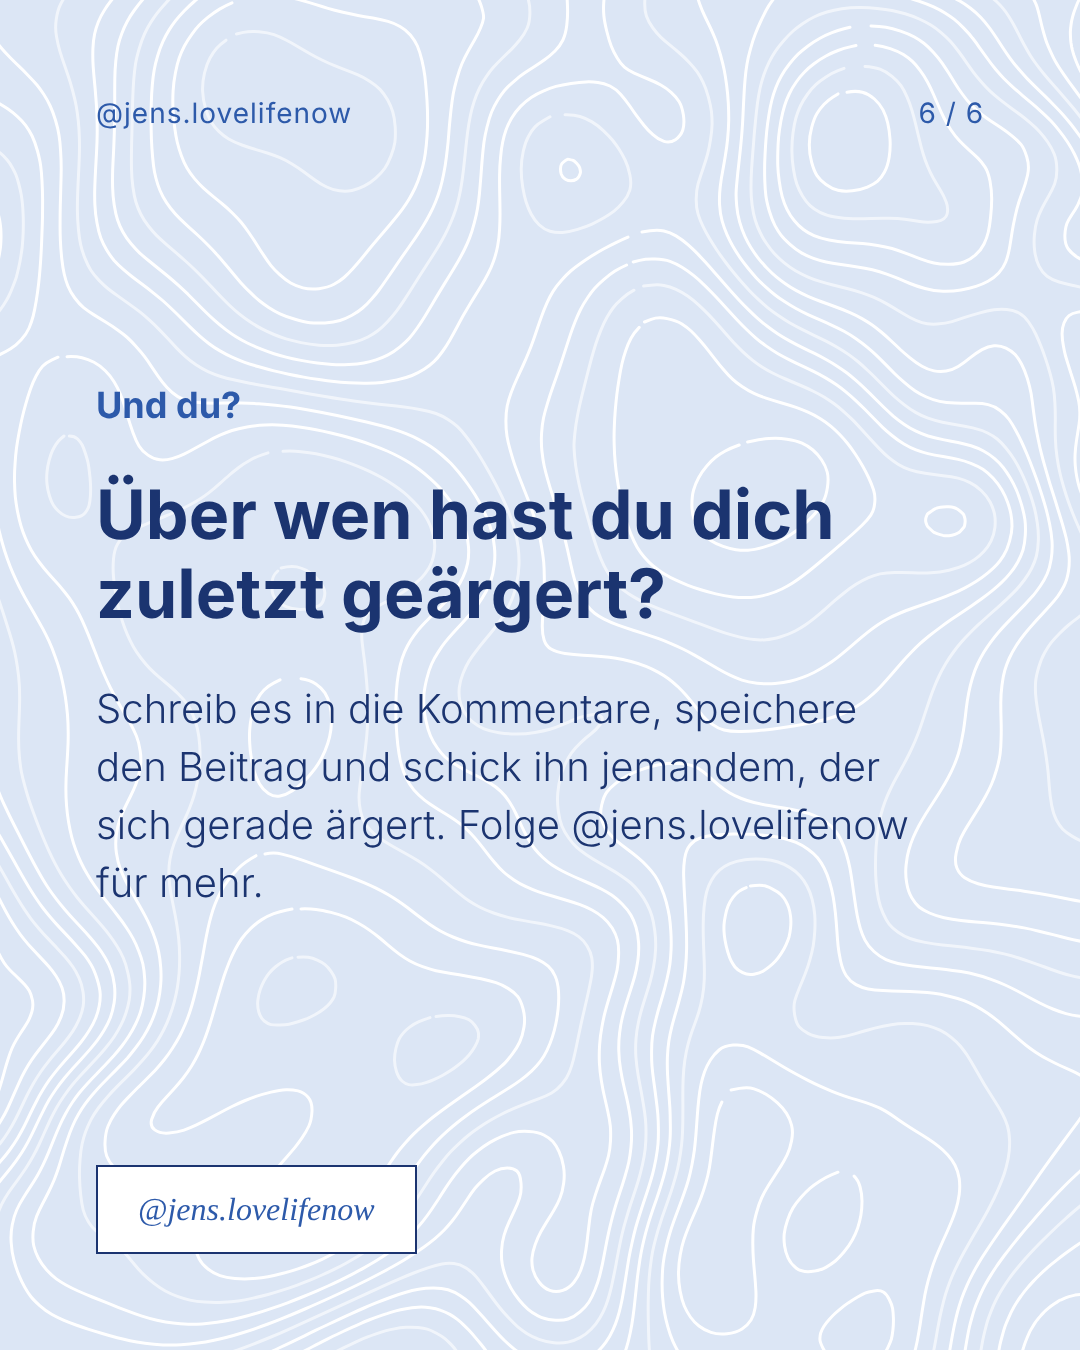 @jens.lovelifenow
6 / 6
Und du?
Über wen hast du dich
zuletzt geärgert?
Schreib es in die Kommentare, speichere
den Beitrag und schick ihn jemandem, der
sich gerade ärgert. Folge @jens.lovelifenow
für mehr.
@jens.lovelifenow